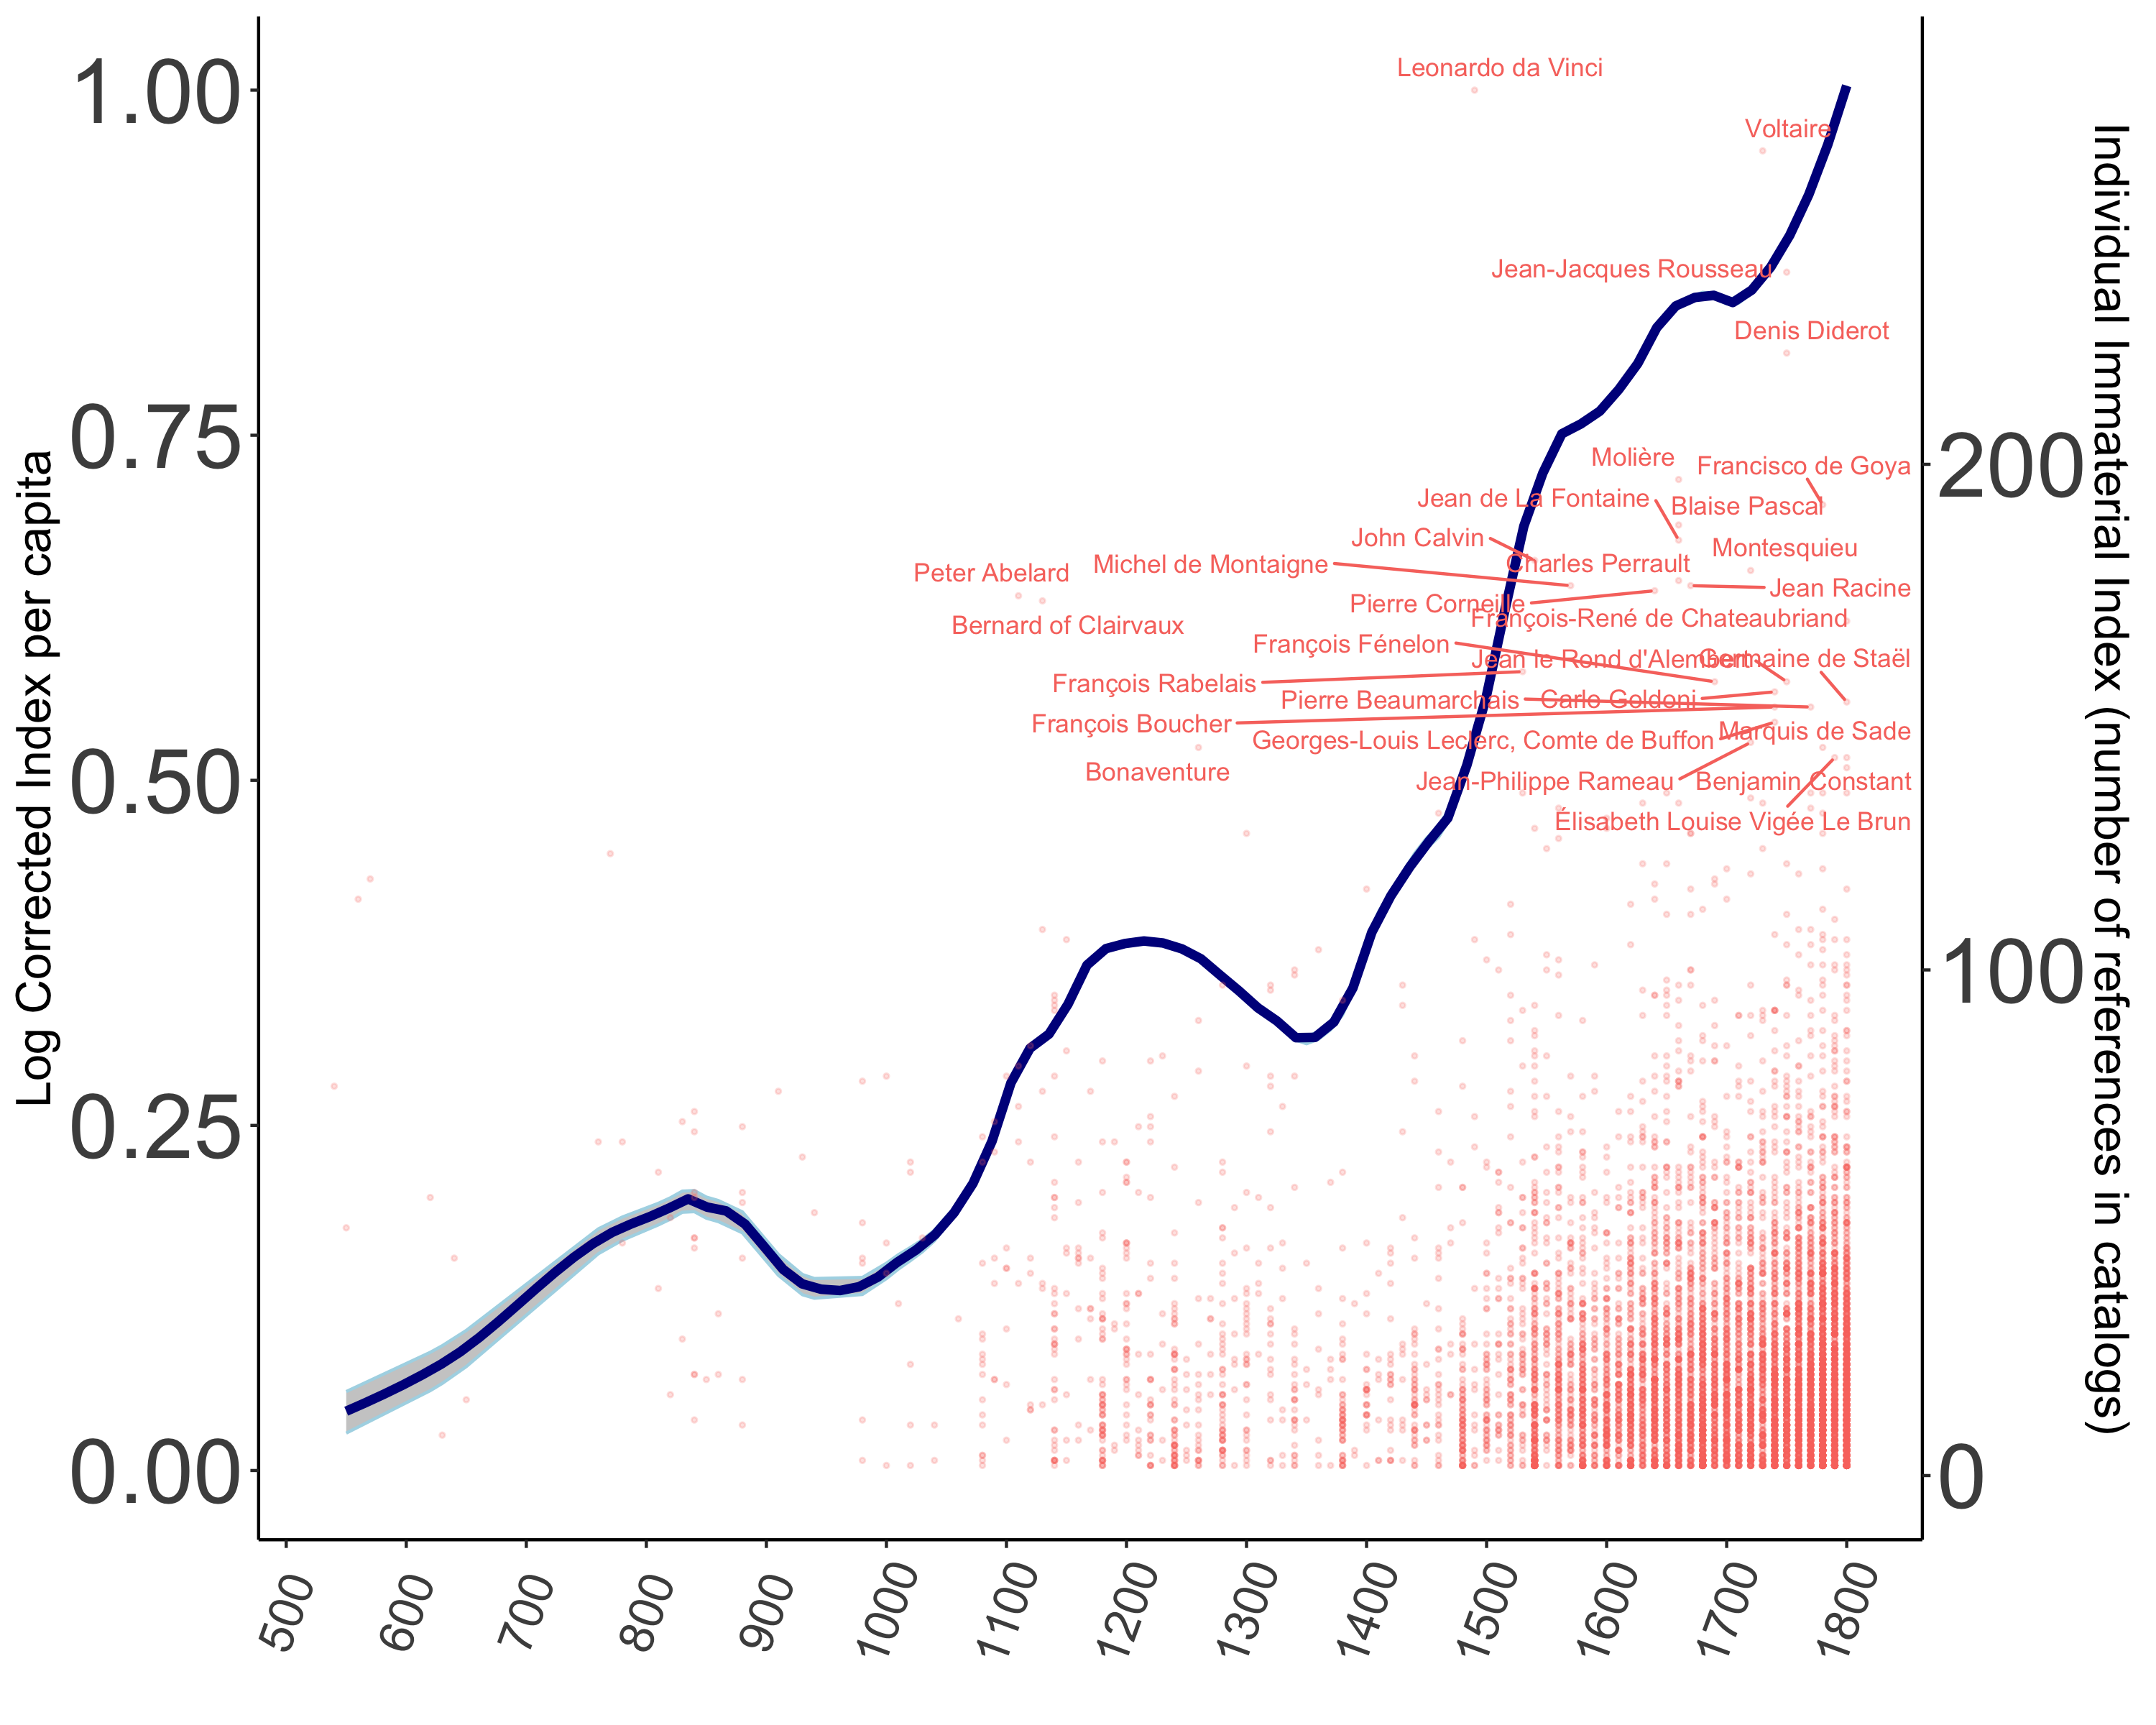 Leonardo da Vinci
1.00
Voltaire
Jean-Jacques Rousseau
Denis Diderot
0.75
Molière
Francisco de Goya
200
Jean de La Fontaine
Blaise Pascal
John Calvin
Montesquieu
Michel de Montaigne
Charles Perrault
Peter Abelard
Jean Racine
Pierre Corneille
François-René de Chateaubriand
Bernard of Clairvaux
François Fénelon
Jean le Rond d'Alembert
Germaine de Staël
François Rabelais
Pierre Beaumarchais
Carlo Goldoni
François Boucher
Marquis de Sade
Georges-Louis Leclerc, Comte de Buffon
Bonaventure
0.50
Jean-Philippe Rameau
Benjamin Constant
Élisabeth Louise Vigée Le Brun
100
0.25
0.00
0
Log Corrected Index per capita
Individual Immaterial Index (number of references in catalogs)
500
600
700
800
900
1000
1100
1200
1300
1400
1500
1600
1700
1800